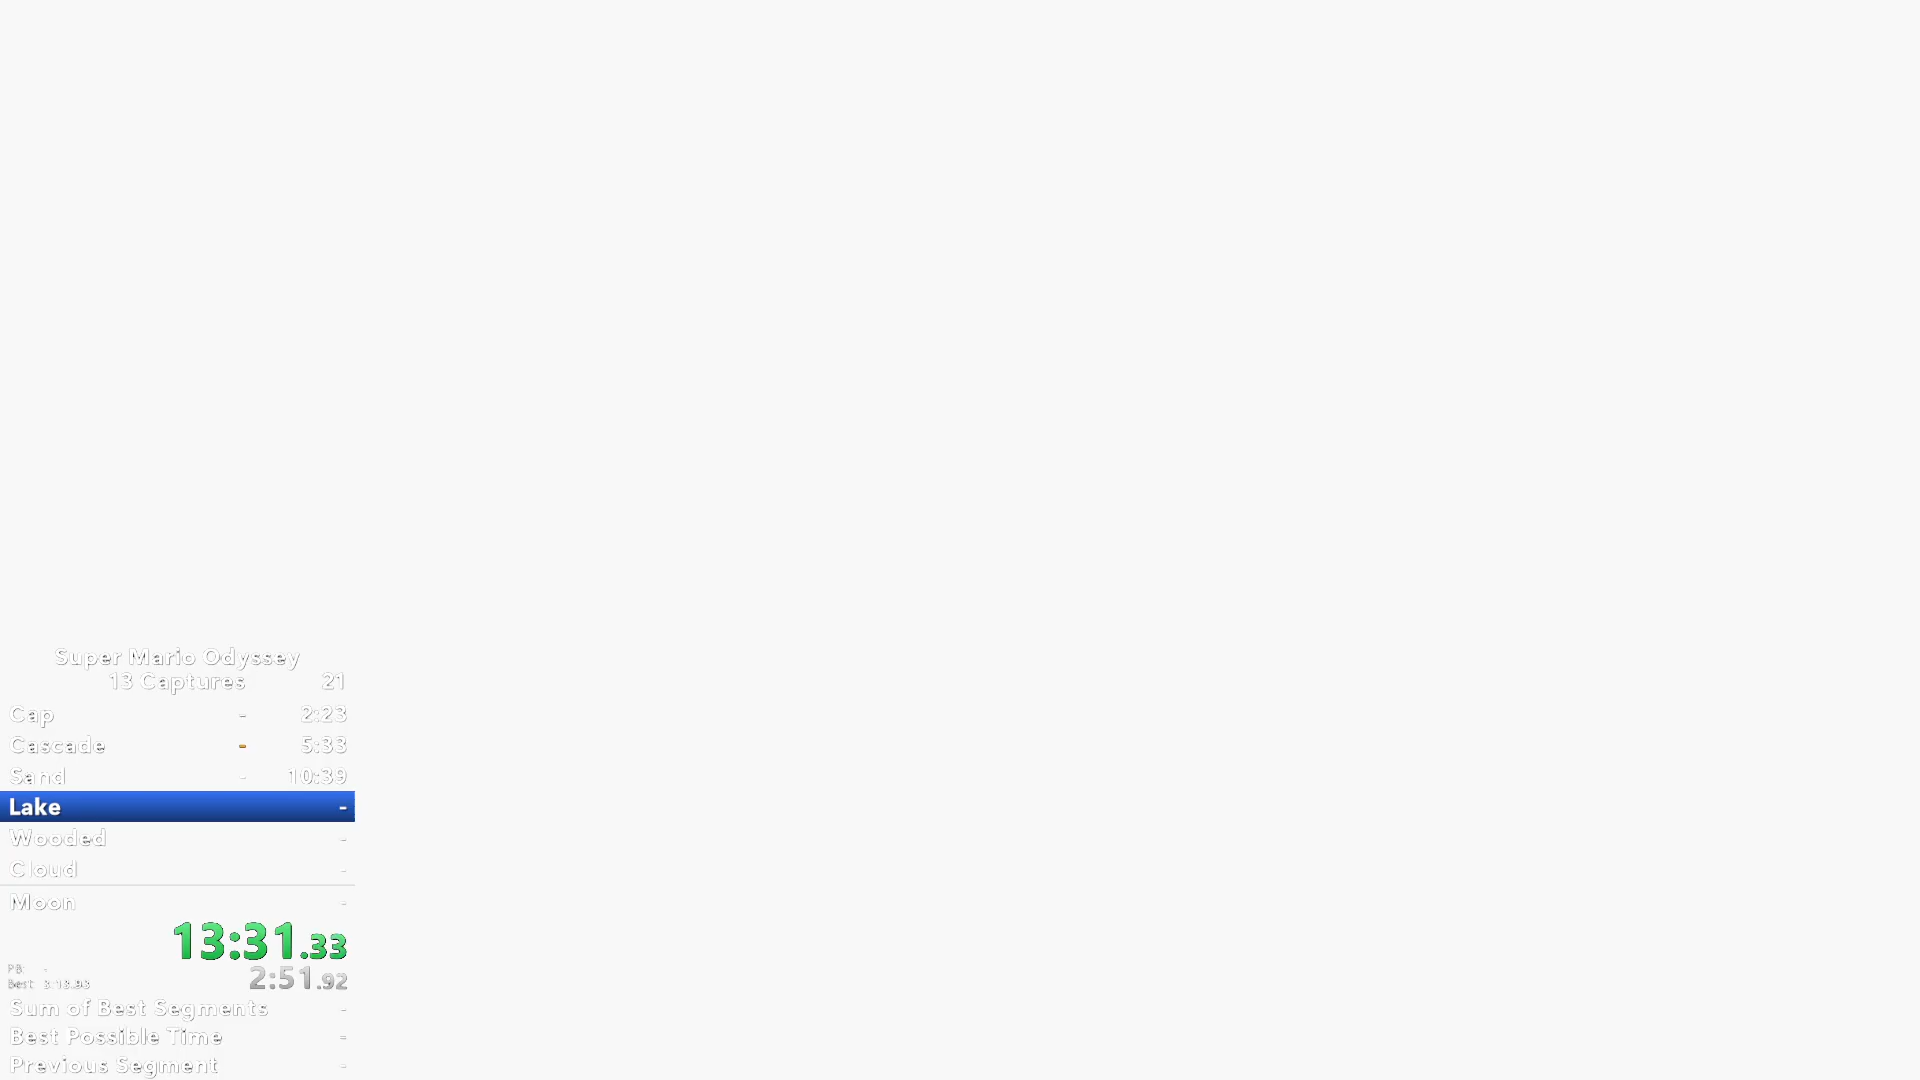 Super Mario Odyssey
13 Captures 21
Cap - 2:23
Cascade - 5:33
Sand - 10:39
Lake -
Wooded -
Cloud -
Moon -
13:31.33
PB: -
2:51.92
Best: 3:13.93
Sum of Best Segments -
Best Possible Time -
Previous Segment -